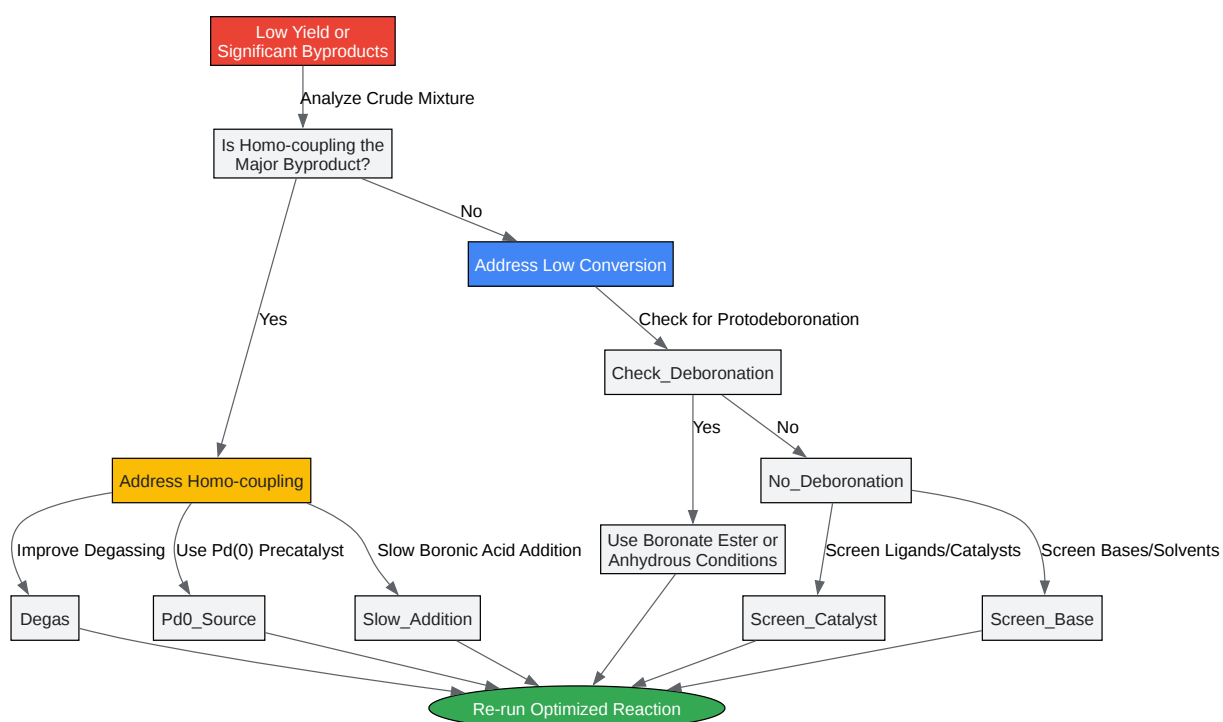 Low Yield or
Significant Byproducts
Analyze Crude Mixture
Is Homo-coupling the
Major Byproduct?
No
Address Low Conversion
Yes
Check for Protodeboronation
Check_Deboronation
Yes
No
Address Homo-coupling
No_Deboronation
Improve Degassing
Use Pd(0) Precatalyst
Slow Boronic Acid Addition
Use Boronate Ester or
Anhydrous Conditions
Screen Ligands/Catalysts
Screen Bases/Solvents
Degas
Pd0_Source
Slow_Addition
Screen_Catalyst
Screen_Base
Re-run Optimized Reaction